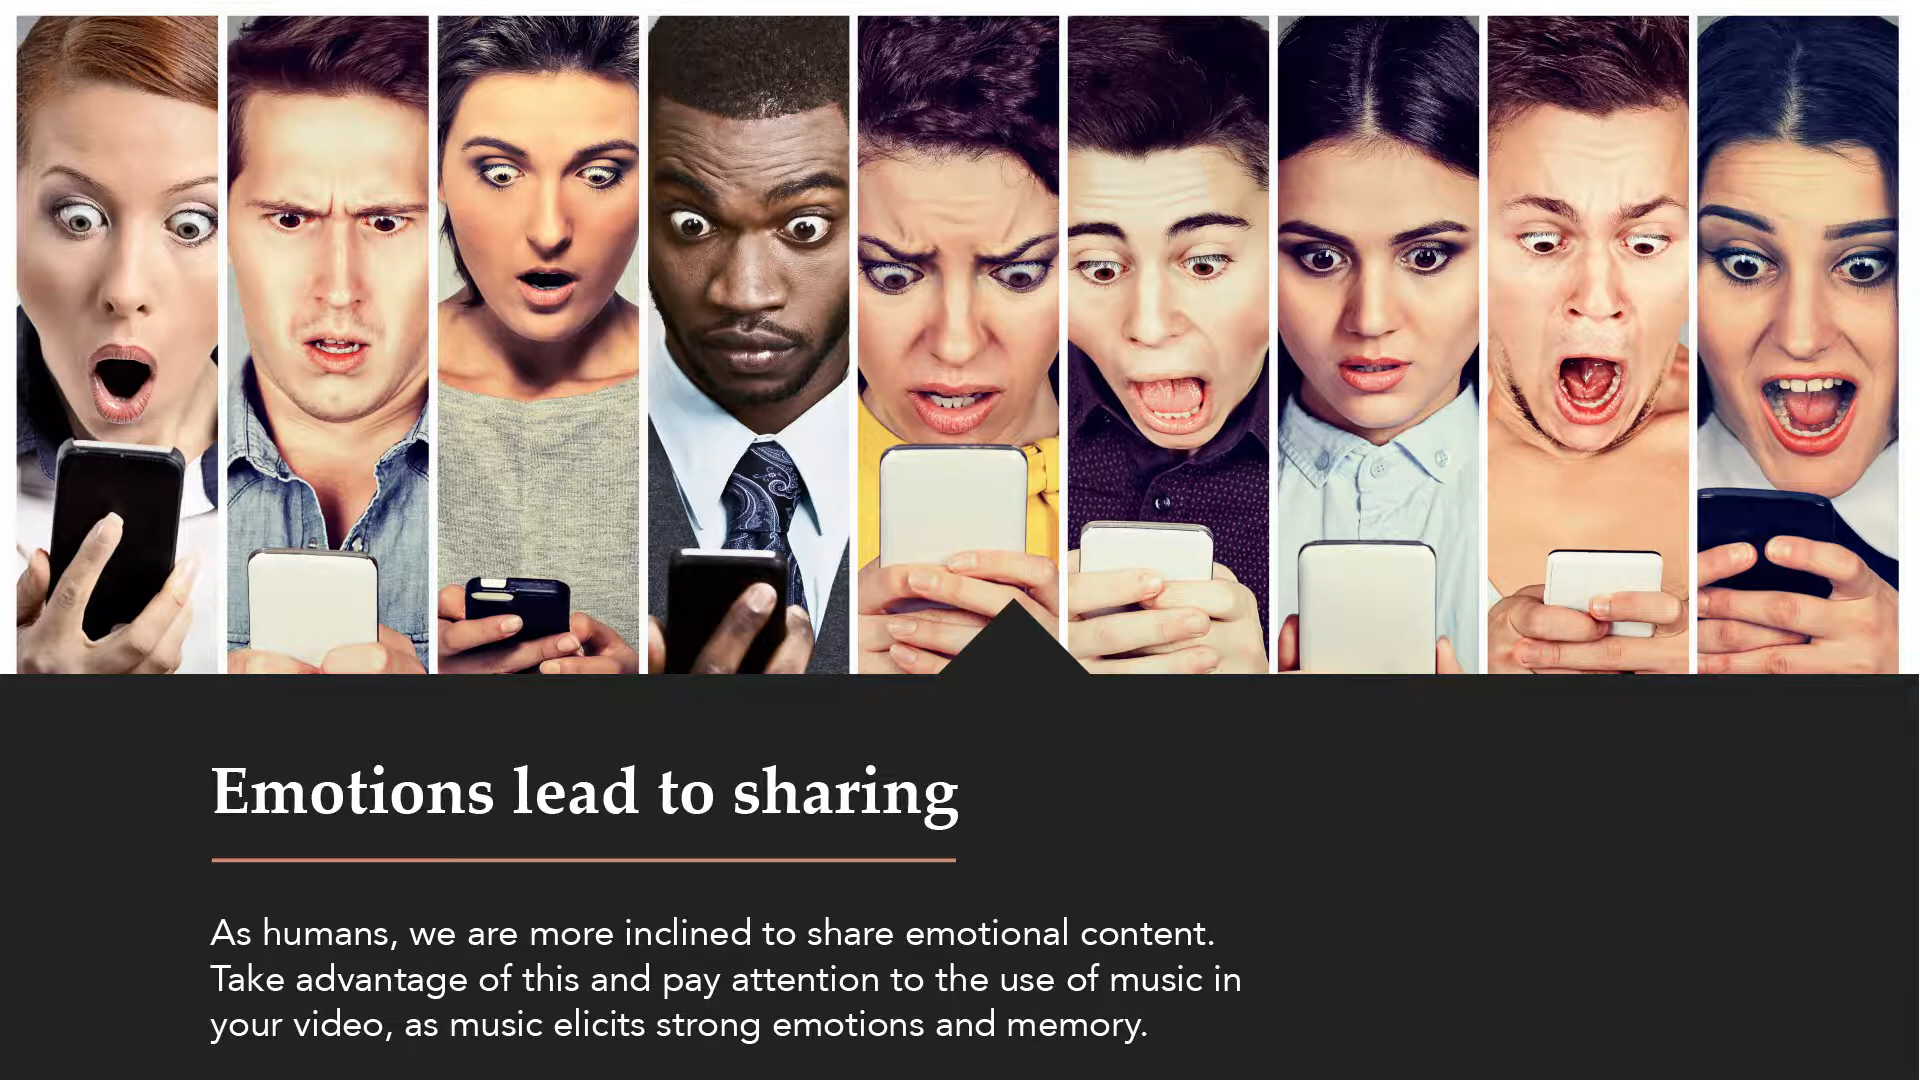 Emotions lead to sharing
As humans, we are more inclined to share emotional content.
Take advantage of this and pay attention to the use of music in
your video, as music elicits strong emotions and memory.